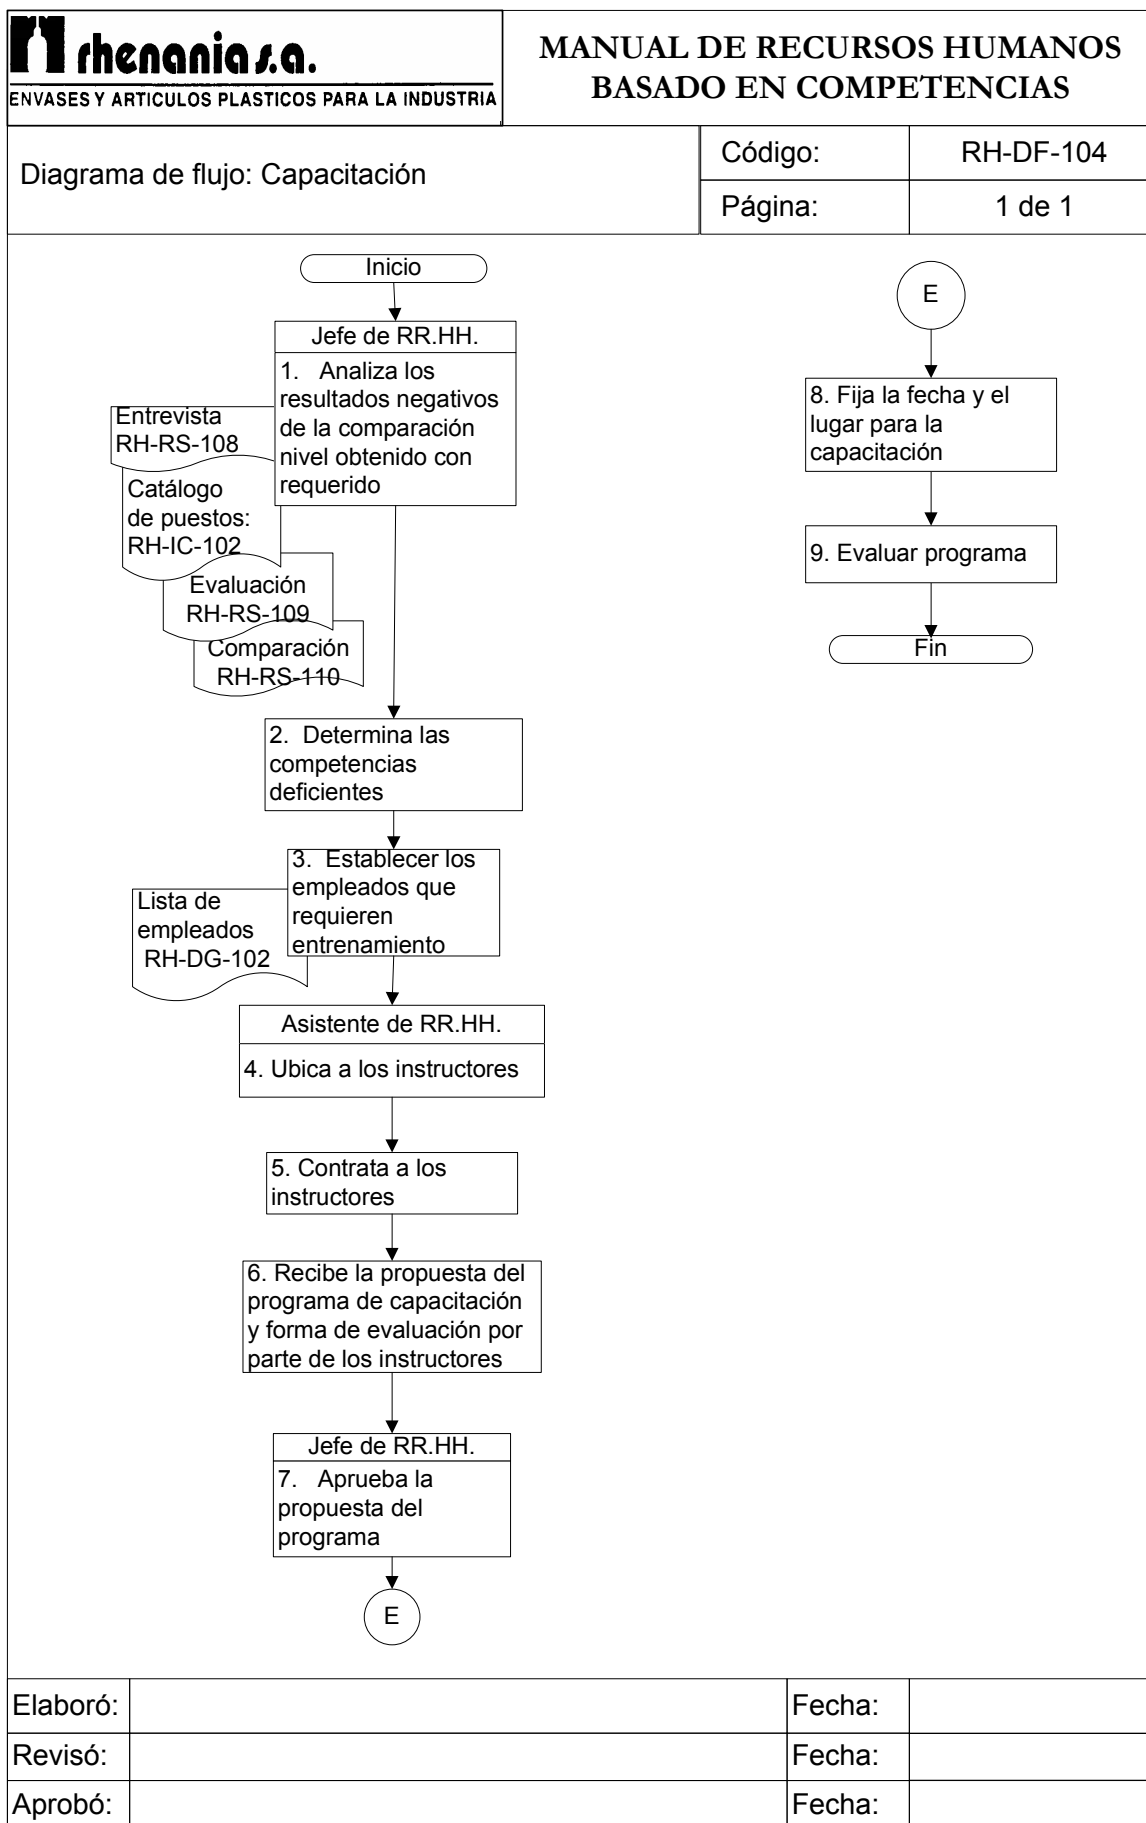 rhenania s.a.
ENVASES Y ARTICULOS PLASTICOS PARA LA INDUSTRIA
MANUAL DE RECURSOS HUMANOS
BASADO EN COMPETENCIAS
Diagrama de flujo: Capacitación
Código:
RH-DF-104
Página:
1 de 1
Inicio
Jefe de RR.HH.
1. Analiza los
resultados negativos
de la comparación
nivel obtenido con
requerido
Entrevista
RH-RS-108
Catálogo
de puestos:
RH-IC-102
Evaluación
RH-RS-109
Comparación
RH-RS-110
2. Determina las
competencias
deficientes
3. Establecer los
empleados que
requieren
entrenamiento
Lista de
empleados
RH-DG-102
Asistente de RR.HH.
4. Ubica a los instructores
5. Contrata a los
instructores
6. Recibe la propuesta del
programa de capacitación
y forma de evaluación por
parte de los instructores
Jefe de RR.HH.
7. Aprueba la
propuesta del
programa
E
E
8. Fija la fecha y el
lugar para la
capacitación
9. Evaluar programa
Fin
Elaboró:
Fecha:
Revisó:
Fecha:
Aprobó:
Fecha: